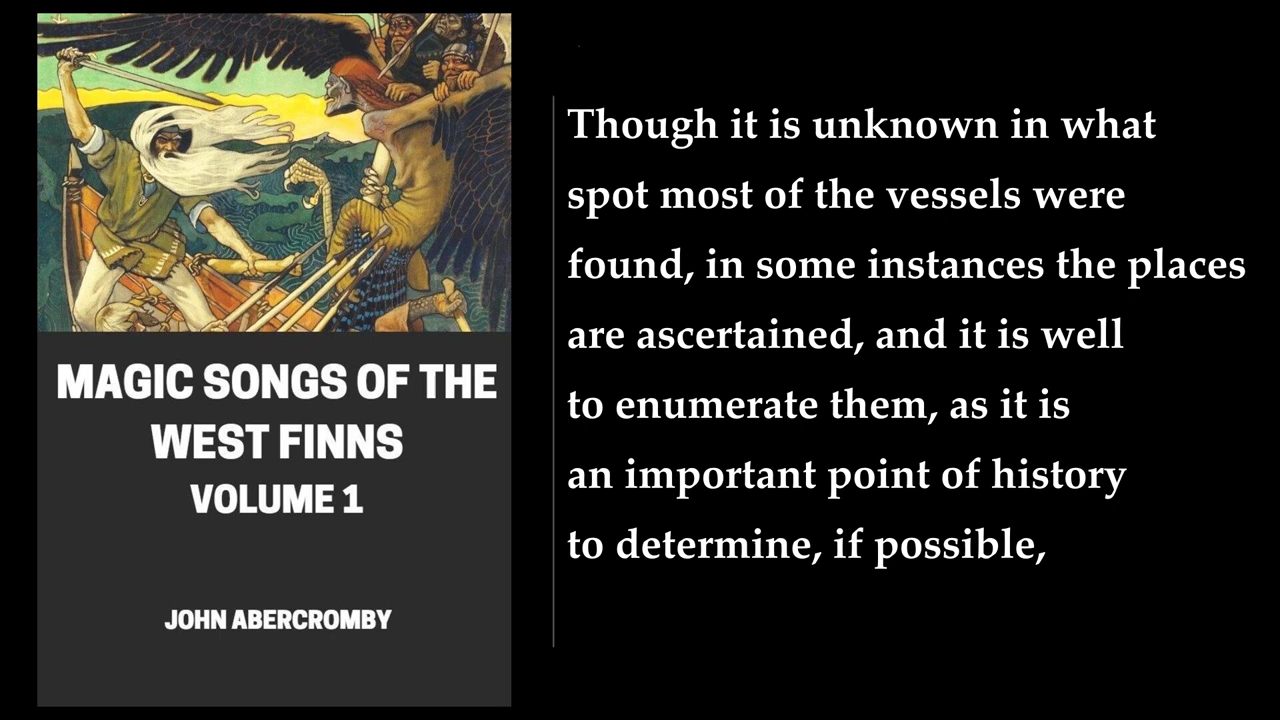 MAGIC SONGS OF THE
WEST FINNS
VOLUME 1
JOHN ABERCROMBY
Though it is unknown in what
spot most of the vessels were
found, in some instances the places
are ascertained, and it is well
to enumerate them, as it is
an important point of history
to determine, if possible,